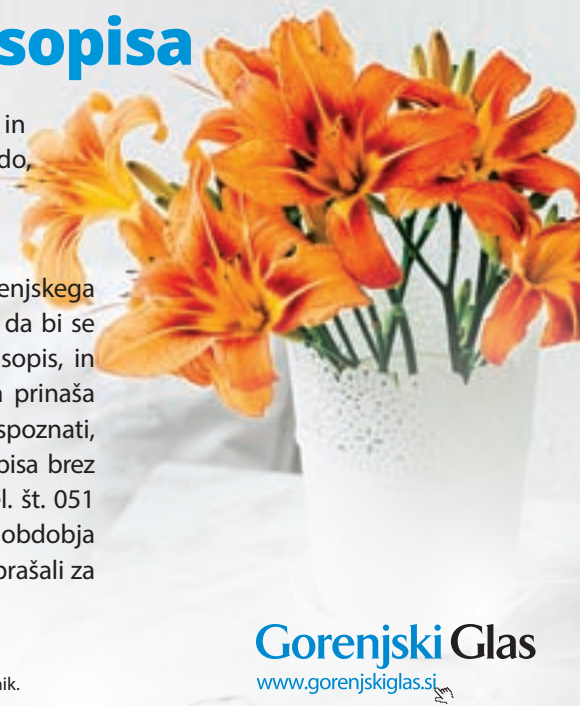 sopisa
in
do,
enjskega
da bi se
sopis, in
prinaša
spoznati,
pisa brez
l. št. 051
obdobja
prašali za
nik.
Gorenjski Glas
www.gorenjskiglas.si